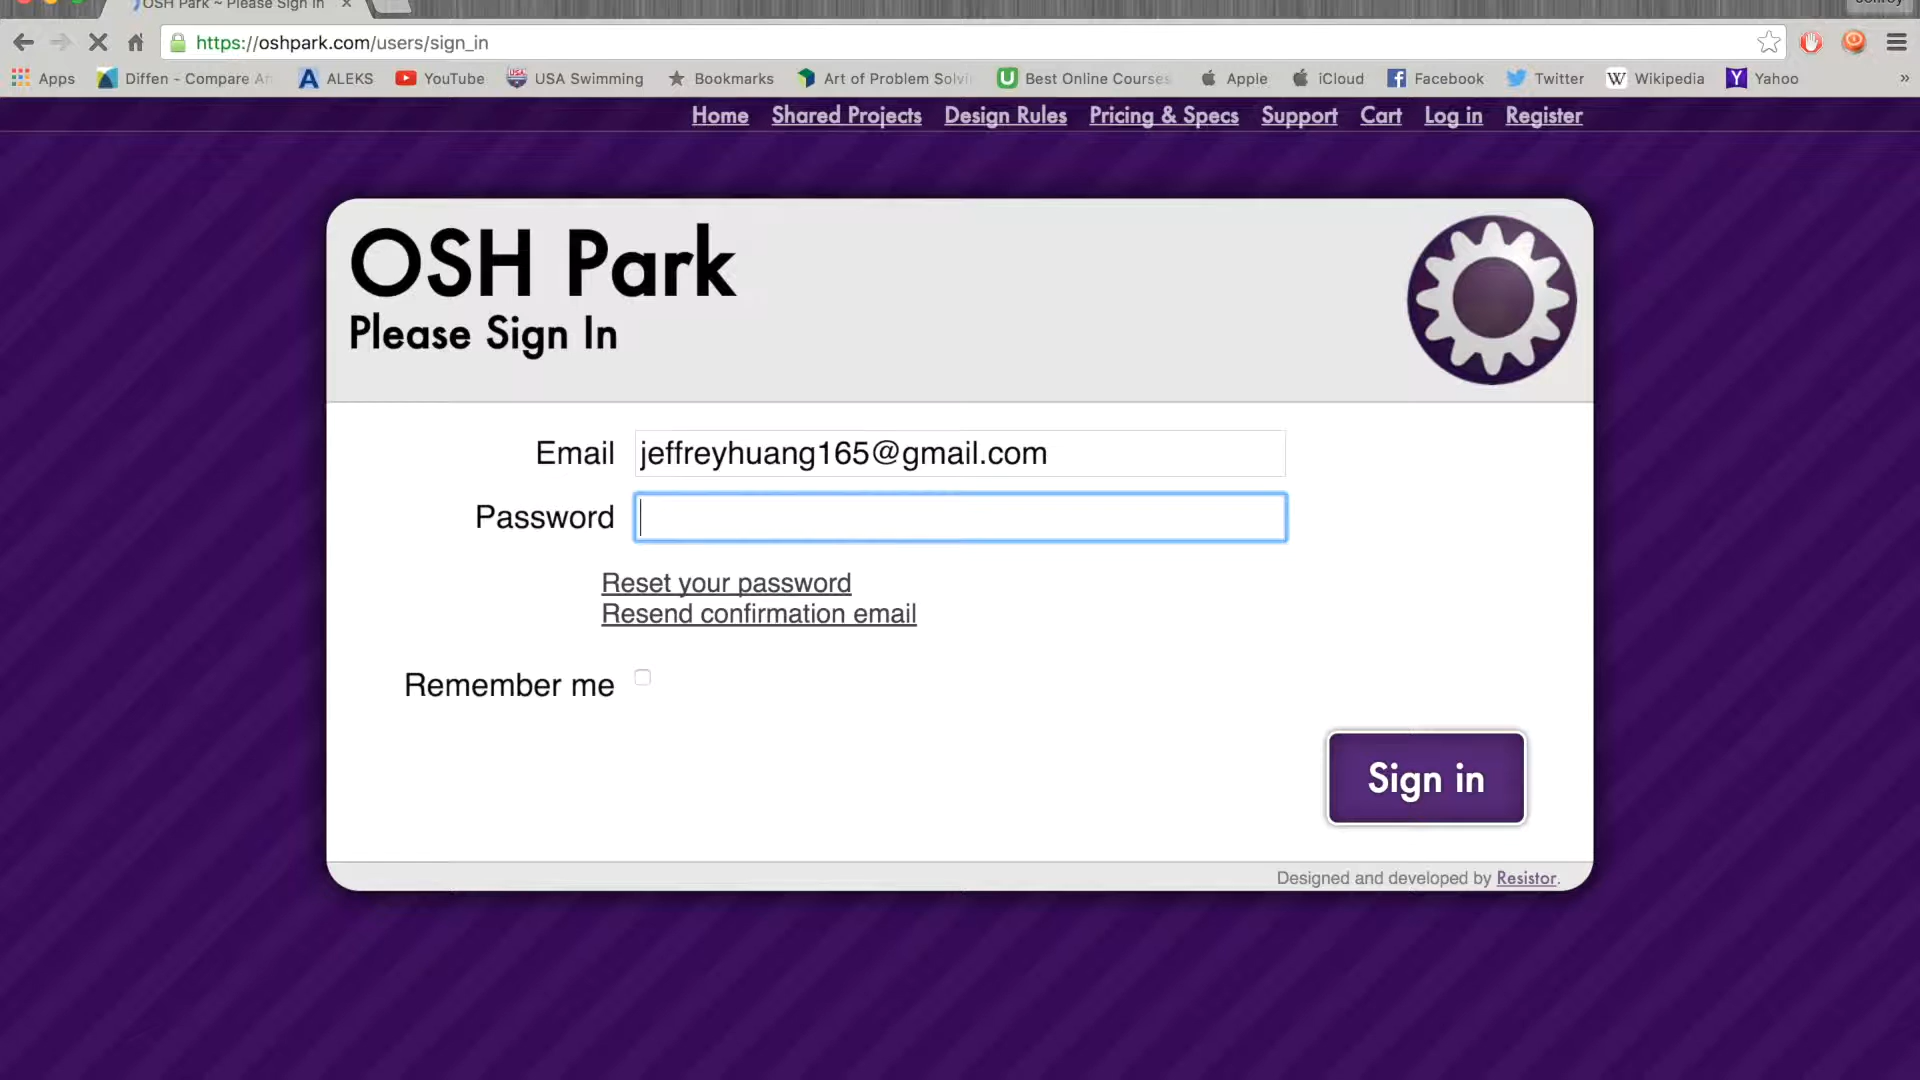 OSH Park ~ Please Sign In
https://oshpark.com/users/sign_in
Apps Diffen - Compare ALEKS YouTube USA Swimming Bookmarks Art of Problem Best Online Courses Apple iCloud Facebook Twitter Wikipedia Yahoo »
Home Shared Projects Design Rules Pricing & Specs Support Cart Log in Register
OSH Park
Please Sign In
Email jeffreyhuang165@gmail.com
Password
Reset your password
Resend confirmation email
Remember me
Sign in
Designed and developed by Resistor.